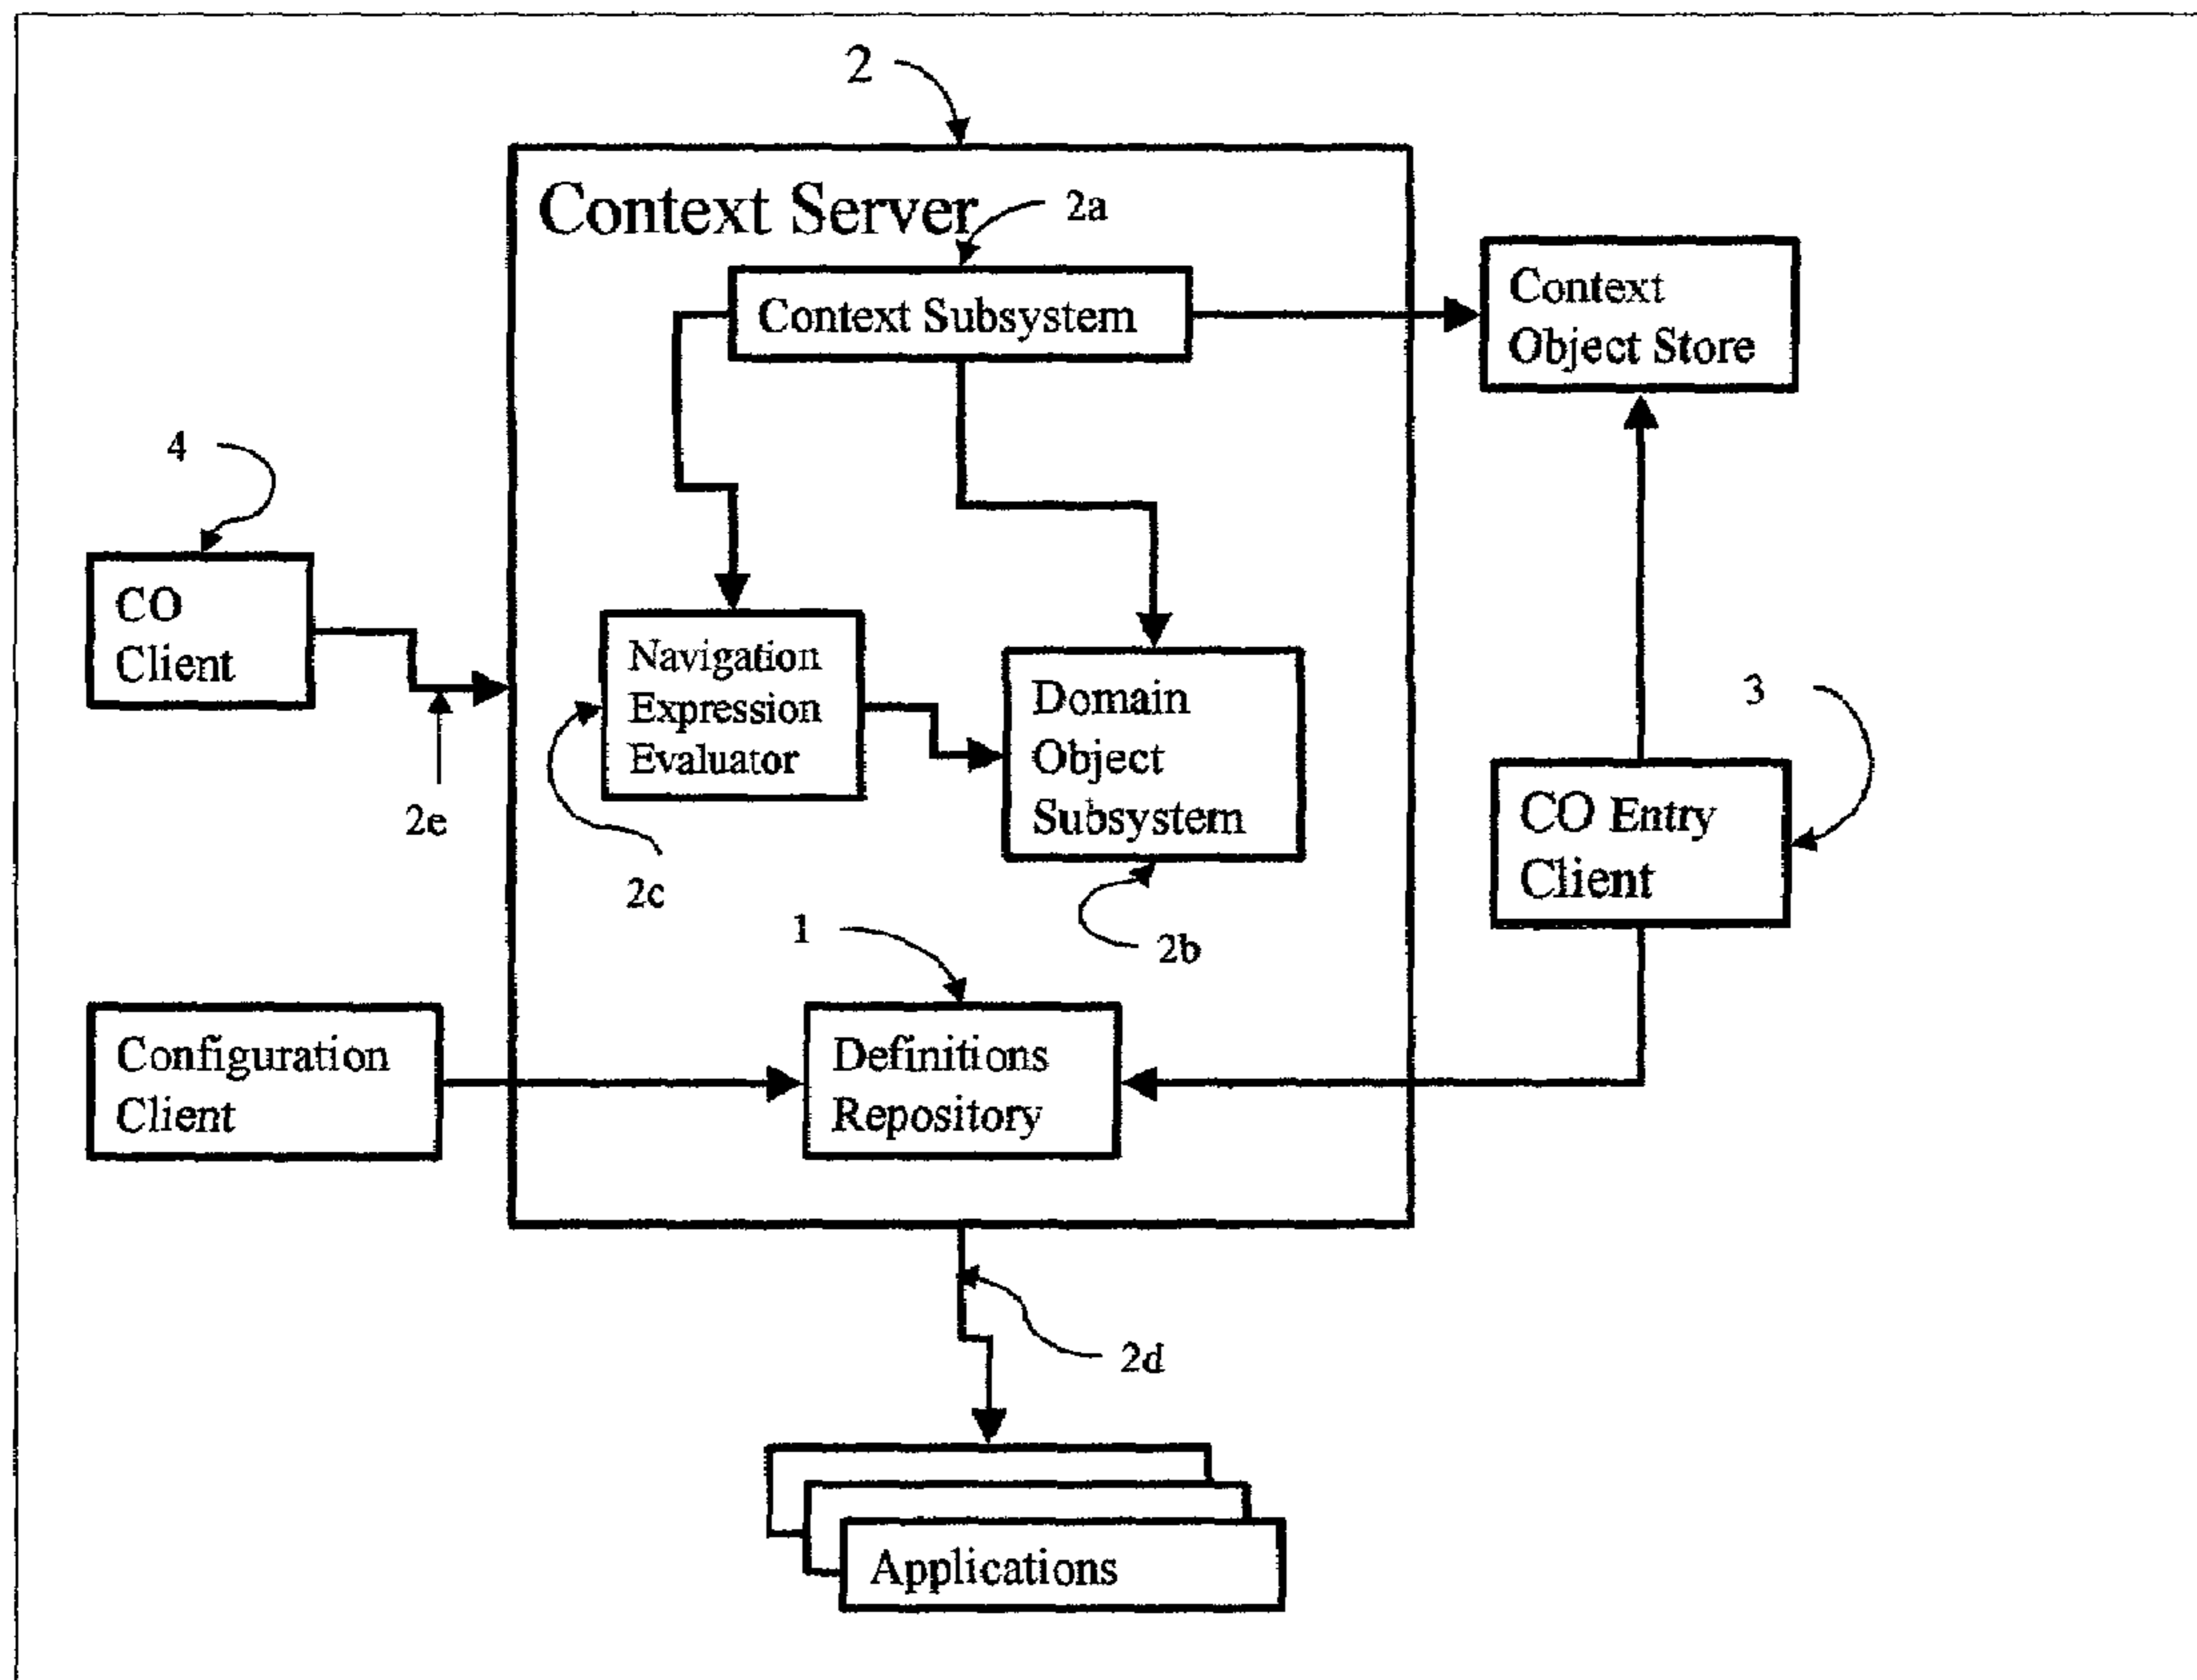 2
Context Server
2a
Context Subsystem
Context
Object Store
4
CO
Client
Navigation
Expression
Evaluator
Domain
Object
Subsystem
3
CO Entry
Client
2e
2c
2b
1
Configuration
Client
Definitions
Repository
2d
Applications